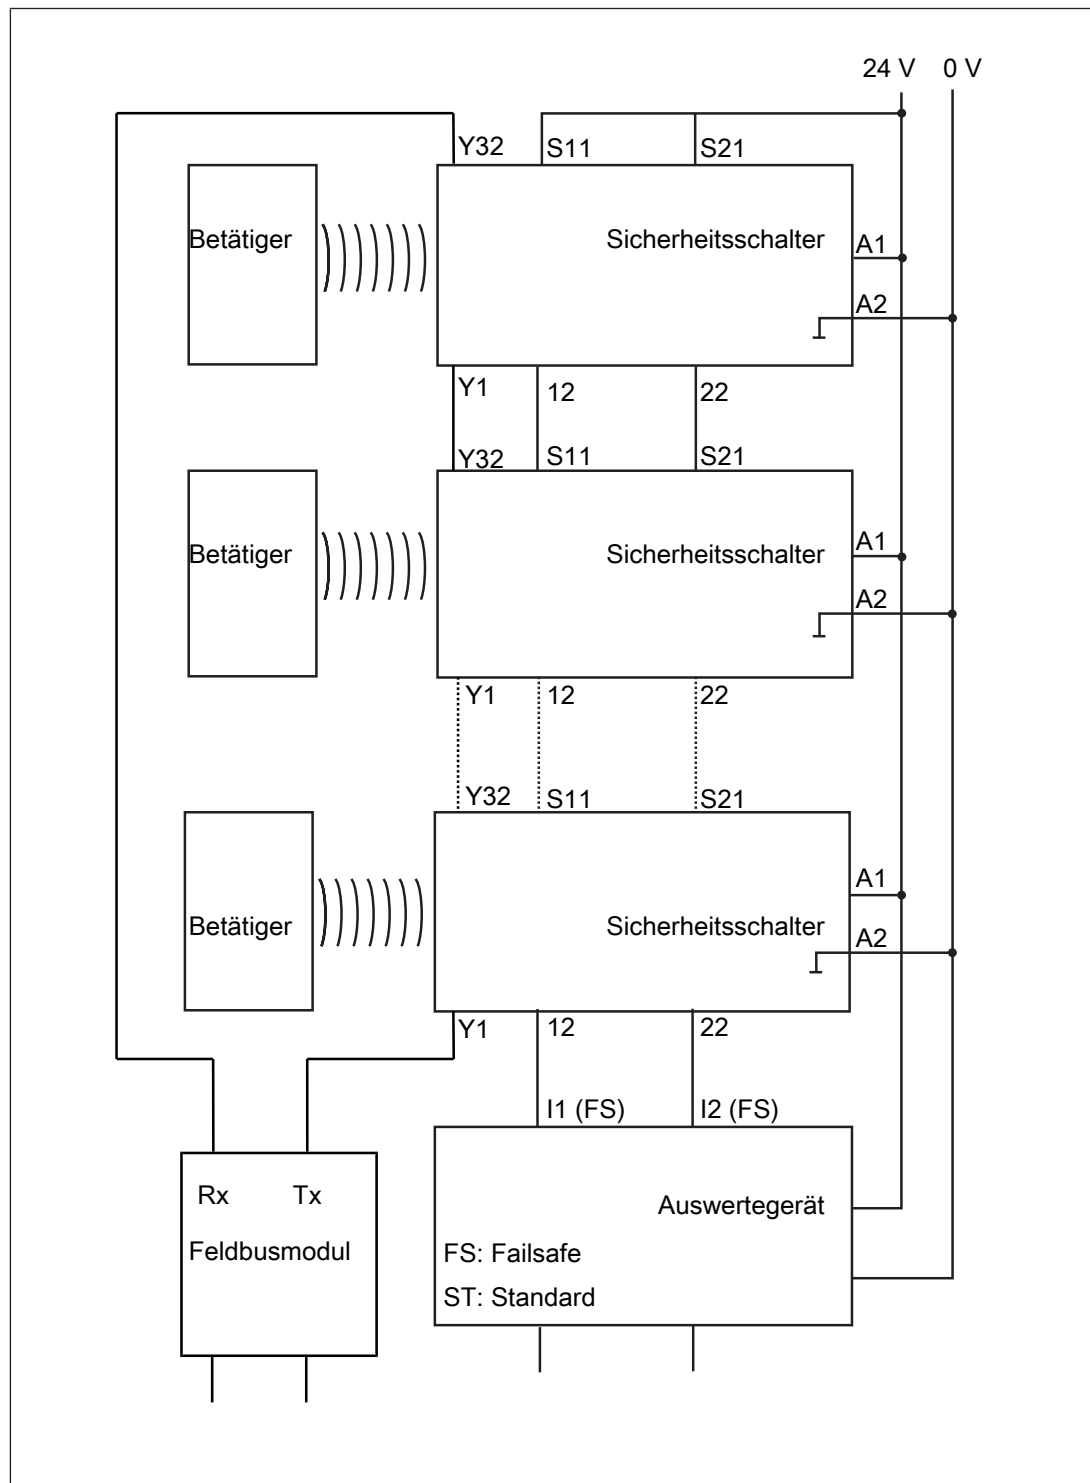 24 V 0 V
Y32 S11 S21
Betätiger Sicherheitsschalter A1
A2
Y1 12 22
Y32 S11 S21
Betätiger Sicherheitsschalter A1
A2
Y1 12 22
Y32 S11 S21
A1
Betätiger Sicherheitsschalter
A2
Y1 12 22
I1 (FS) I2 (FS)
Rx Tx Auswertegerät
Feldbusmodul FS: Failsafe
ST: Standard